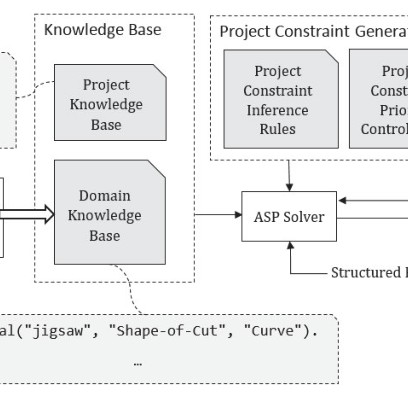 Knowledge Base
Project Constraint Genera
Project
Knowledge
Base
Project
Constraint
Inference
Rules
Proj
Const
Prio
Control
Domain
Knowledge
Base
ASP Solver
Structured
al("jigsaw", "Shape-of-Cut", "Curve").
…